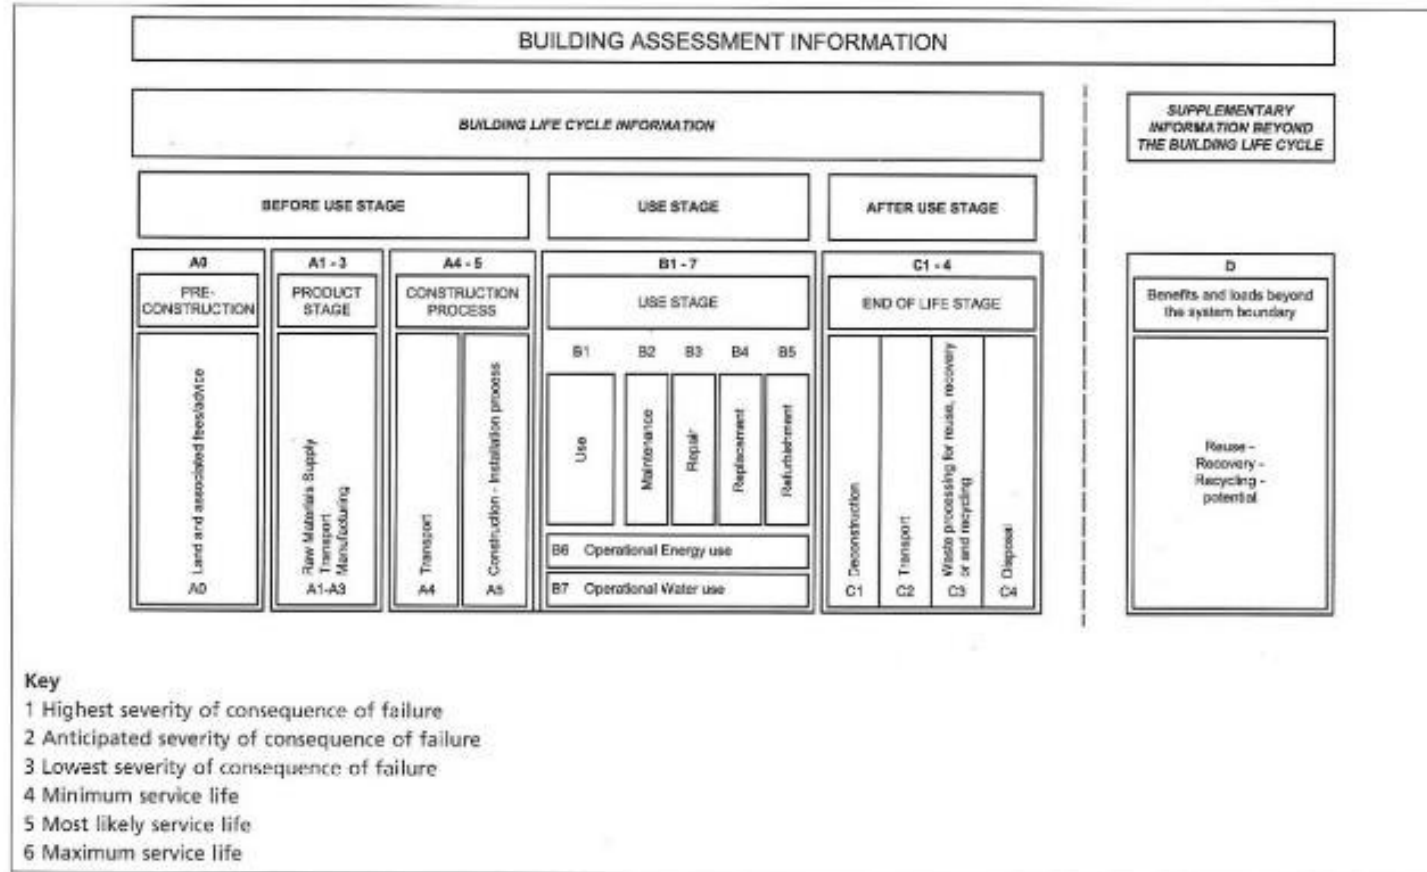 BUILDING ASSESSMENT INFORMATION
BUILDING LIFE CYCLE INFORMATION
SUPPLEMENTARY
INFORMATION BEYOND
THE BUILDING LIFE CYCLE
BEFORE USE STAGE
USE STAGE
AFTER USE STAGE
A0
PRE-
CONSTRUCTION
Land and associated fees/advice
A0
A1 - 3
PRODUCT
STAGE
Raw Materials Supply
Transport
Manufacturing
A1-A3
A4 - 5
CONSTRUCTION
PROCESS
Transport
A4
Construction - Installation process
A5
B1 - 7
USE STAGE
B1
Use
B2
Maintenance
B3
Repair
B4
Replacement
B5
Refurbishment
B6 Operational Energy use
B7 Operational Water use
C1 - 4
END OF LIFE STAGE
Deconstruction
C1
Transport
C2
Waste processing for reuse, recovery
or and recycling
C3
Disposal
C4
D
Benefits and loads beyond
the system boundary
Reuse -
Recovery -
Recycling -
potential
Key
1 Highest severity of consequence of failure
2 Anticipated severity of consequence of failure
3 Lowest severity of consequence of failure
4 Minimum service life
5 Most likely service life
6 Maximum service life